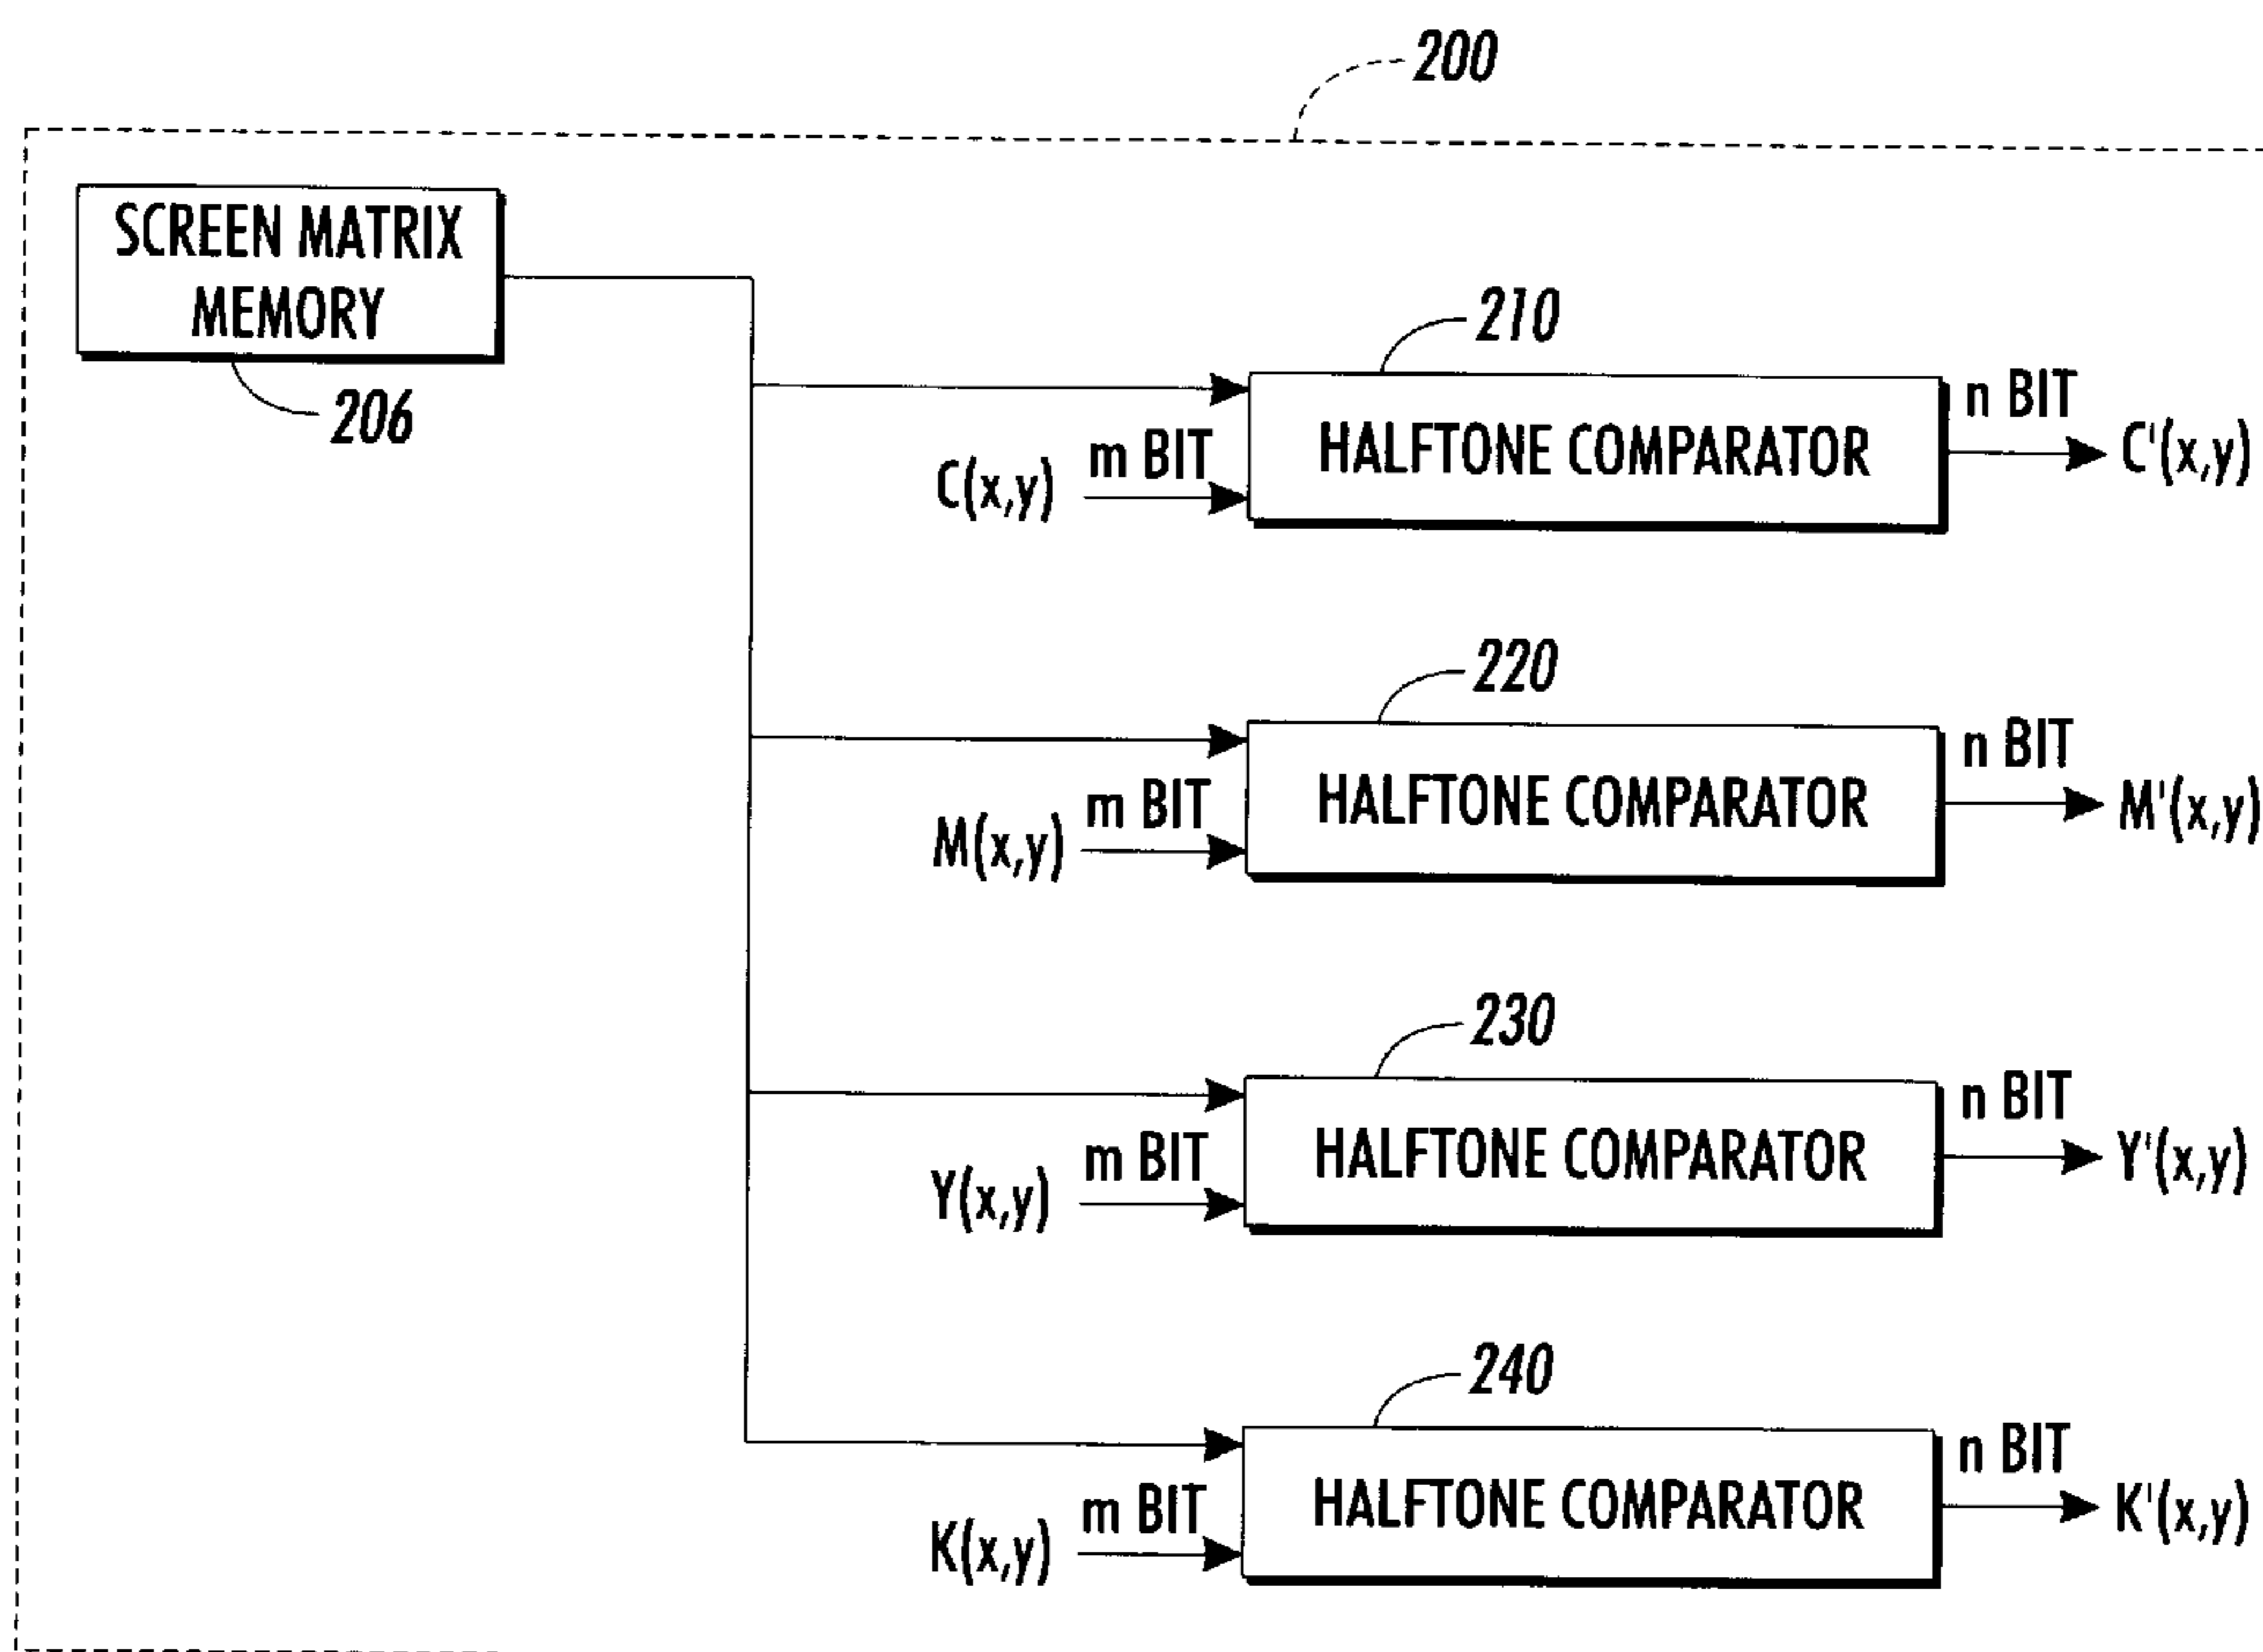 200
SCREEN MATRIX
MEMORY
206
210
HALFTONE COMPARATOR
C(x,y)
m BIT
n BIT
C'(x,y)
220
HALFTONE COMPARATOR
M(x,y)
m BIT
n BIT
M'(x,y)
230
HALFTONE COMPARATOR
Y(x,y)
m BIT
n BIT
Y'(x,y)
240
HALFTONE COMPARATOR
K(x,y)
m BIT
n BIT
K'(x,y)